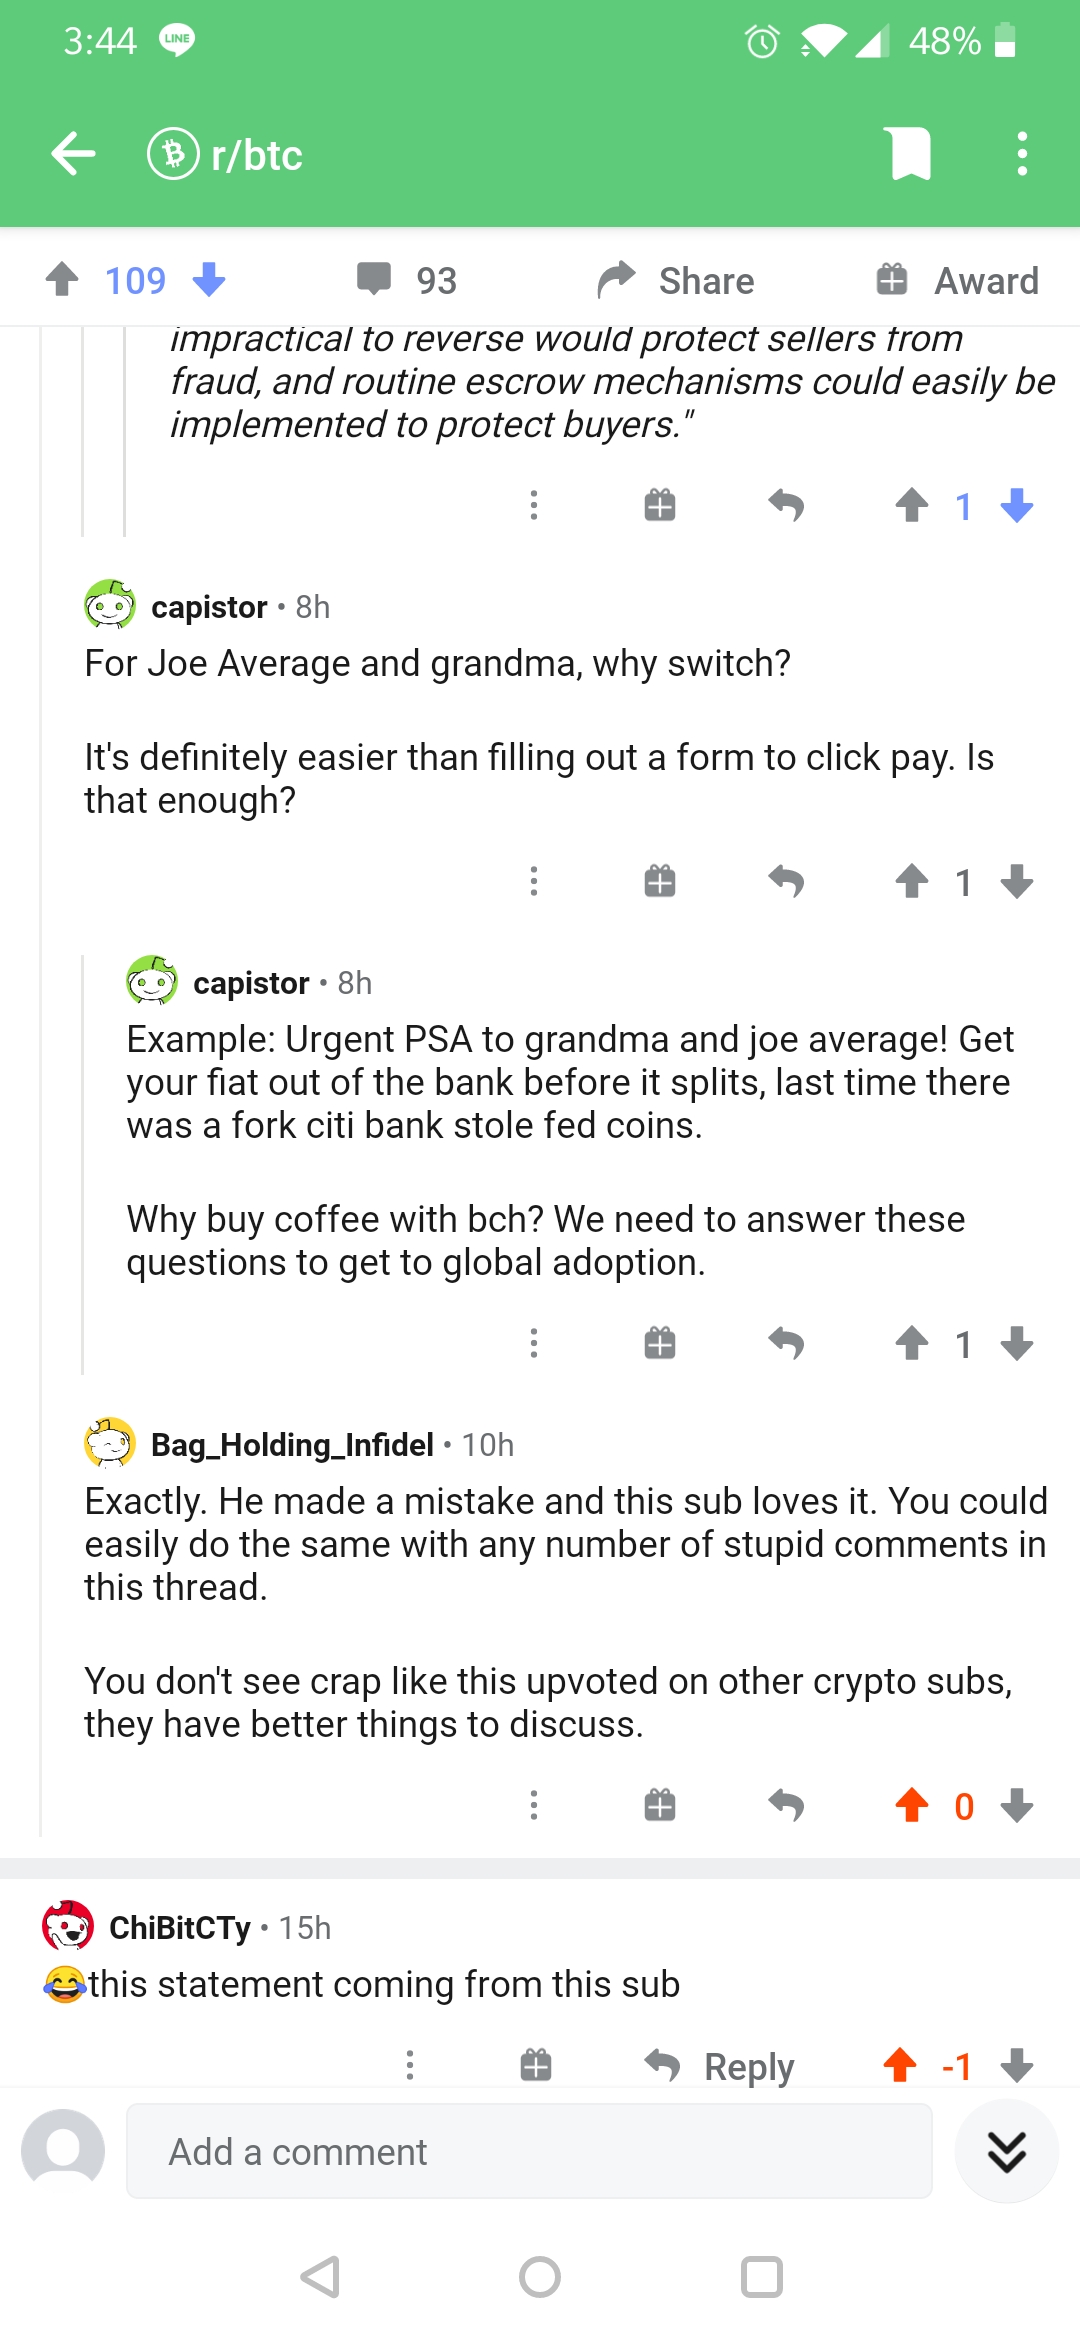 3:44 LINE 48%
r/btc
109 93 Share Award
impractical to reverse would protect sellers from
fraud, and routine escrow mechanisms could easily be
implemented to protect buyers."
1
capistor • 8h
For Joe Average and grandma, why switch?
It's definitely easier than filling out a form to click pay. Is
that enough?
1
capistor • 8h
Example: Urgent PSA to grandma and joe average! Get
your fiat out of the bank before it splits, last time there
was a fork citi bank stole fed coins.
Why buy coffee with bch? We need to answer these
questions to get to global adoption.
1
Bag_Holding_Infidel • 10h
Exactly. He made a mistake and this sub loves it. You could
easily do the same with any number of stupid comments in
this thread.
You don't see crap like this upvoted on other crypto subs,
they have better things to discuss.
0
ChiBitCTy • 15h
😂this statement coming from this sub
Reply -1
Add a comment